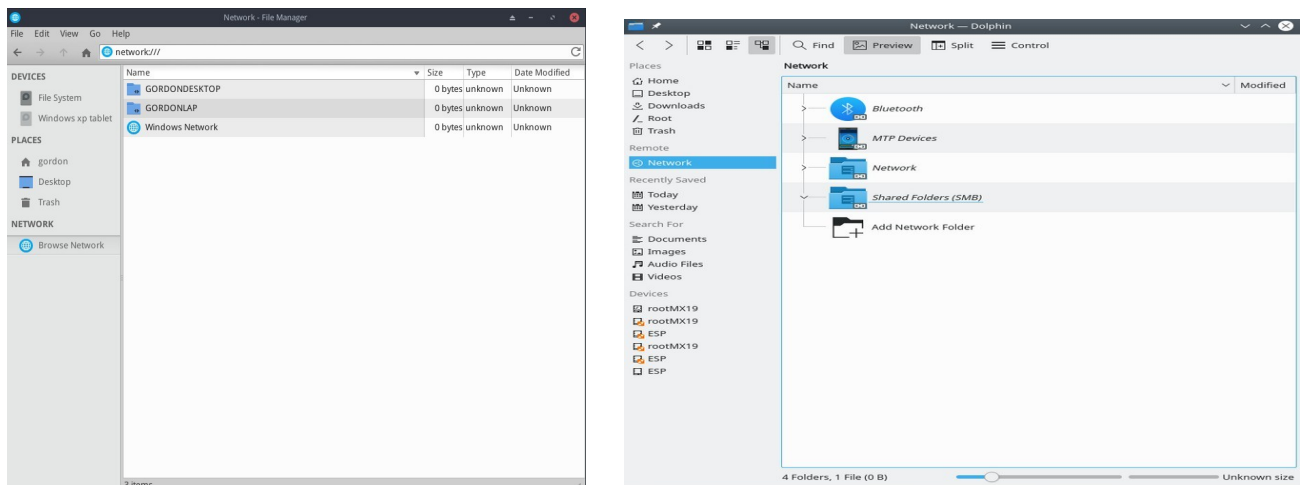 Network - File Manager
File Edit View Go Help
network:///
DEVICES
File System
Windows xp tablet
PLACES
gordon
Desktop
Trash
NETWORK
Browse Network
Name Size Type Date Modified
GORDONDESKTOP 0 bytes unknown Unknown
GORDONLAP 0 bytes unknown Unknown
Windows Network 0 bytes unknown Unknown
3 items
Network — Dolphin
Find Preview Split Control
Places
Home
Desktop
Downloads
Root
Trash
Remote
Network
Recently Saved
Today
Yesterday
Search For
Documents
Images
Audio Files
Videos
Devices
rootMX19
rootMX19
ESP
rootMX19
ESP
ESP
Network
Name Modified
Bluetooth
MTP Devices
Network
Shared Folders (SMB)
Add Network Folder
4 Folders, 1 File (0 B) Unknown size